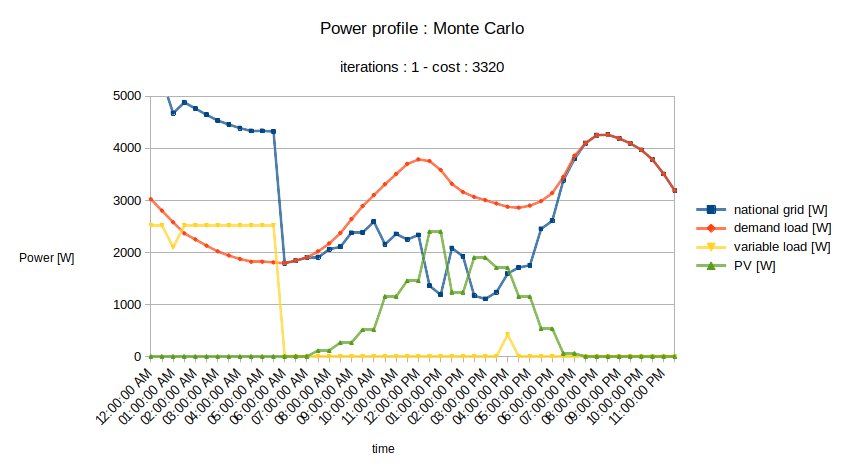 Power profile : Monte Carlo
iterations : 1 - cost : 3320
5000
4000
3000
2000
1000
0
Power [W]
national grid [W]
demand load [W]
variable load [W]
PV [W]
12:00:00 AM
01:00:00 AM
02:00:00 AM
03:00:00 AM
04:00:00 AM
05:00:00 AM
06:00:00 AM
07:00:00 AM
08:00:00 AM
09:00:00 AM
10:00:00 AM
11:00:00 AM
12:00:00 PM
01:00:00 PM
02:00:00 PM
03:00:00 PM
04:00:00 PM
05:00:00 PM
06:00:00 PM
07:00:00 PM
08:00:00 PM
09:00:00 PM
10:00:00 PM
11:00:00 PM
time